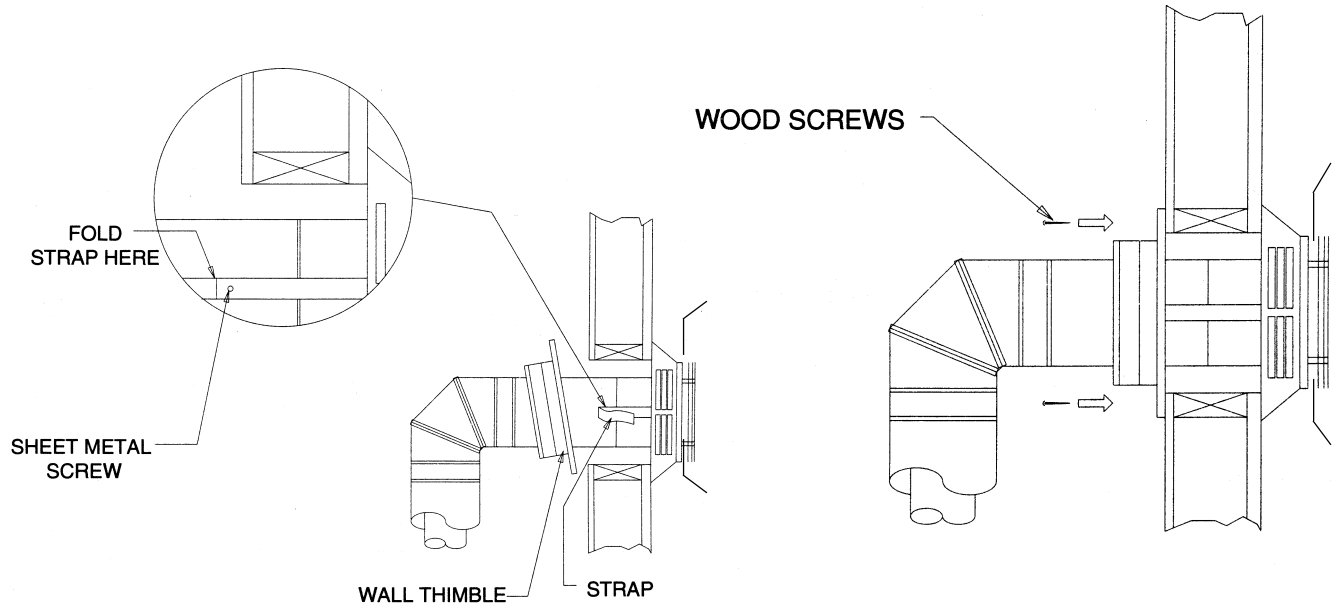 WOOD SCREWS
FOLD
STRAP HERE
SHEET METAL
SCREW
WALL THIMBLE
STRAP